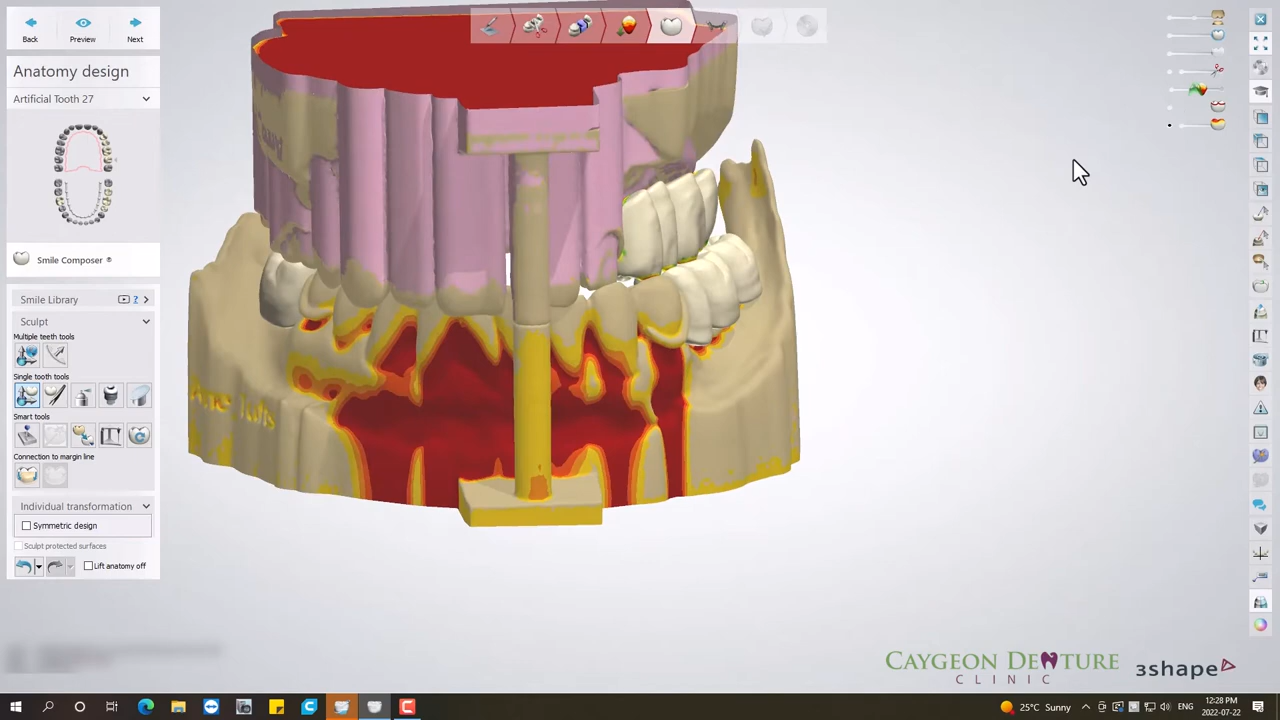 Back
Preview
Next
Anatomy design
Artificial Tooth 27
Smile Composer ®
Smile Library
?
Sculpt
Multiple teeth tools
Single tooth tools
Smart tools
Connection to margin line
Individual transformation
Symmetric design
Sculpt protected surfaces
Lift anatomy off
CAYGEON DENTURE
CLINIC
3shape
25°C Sunny
ENG
12:28 PM
2022-07-22